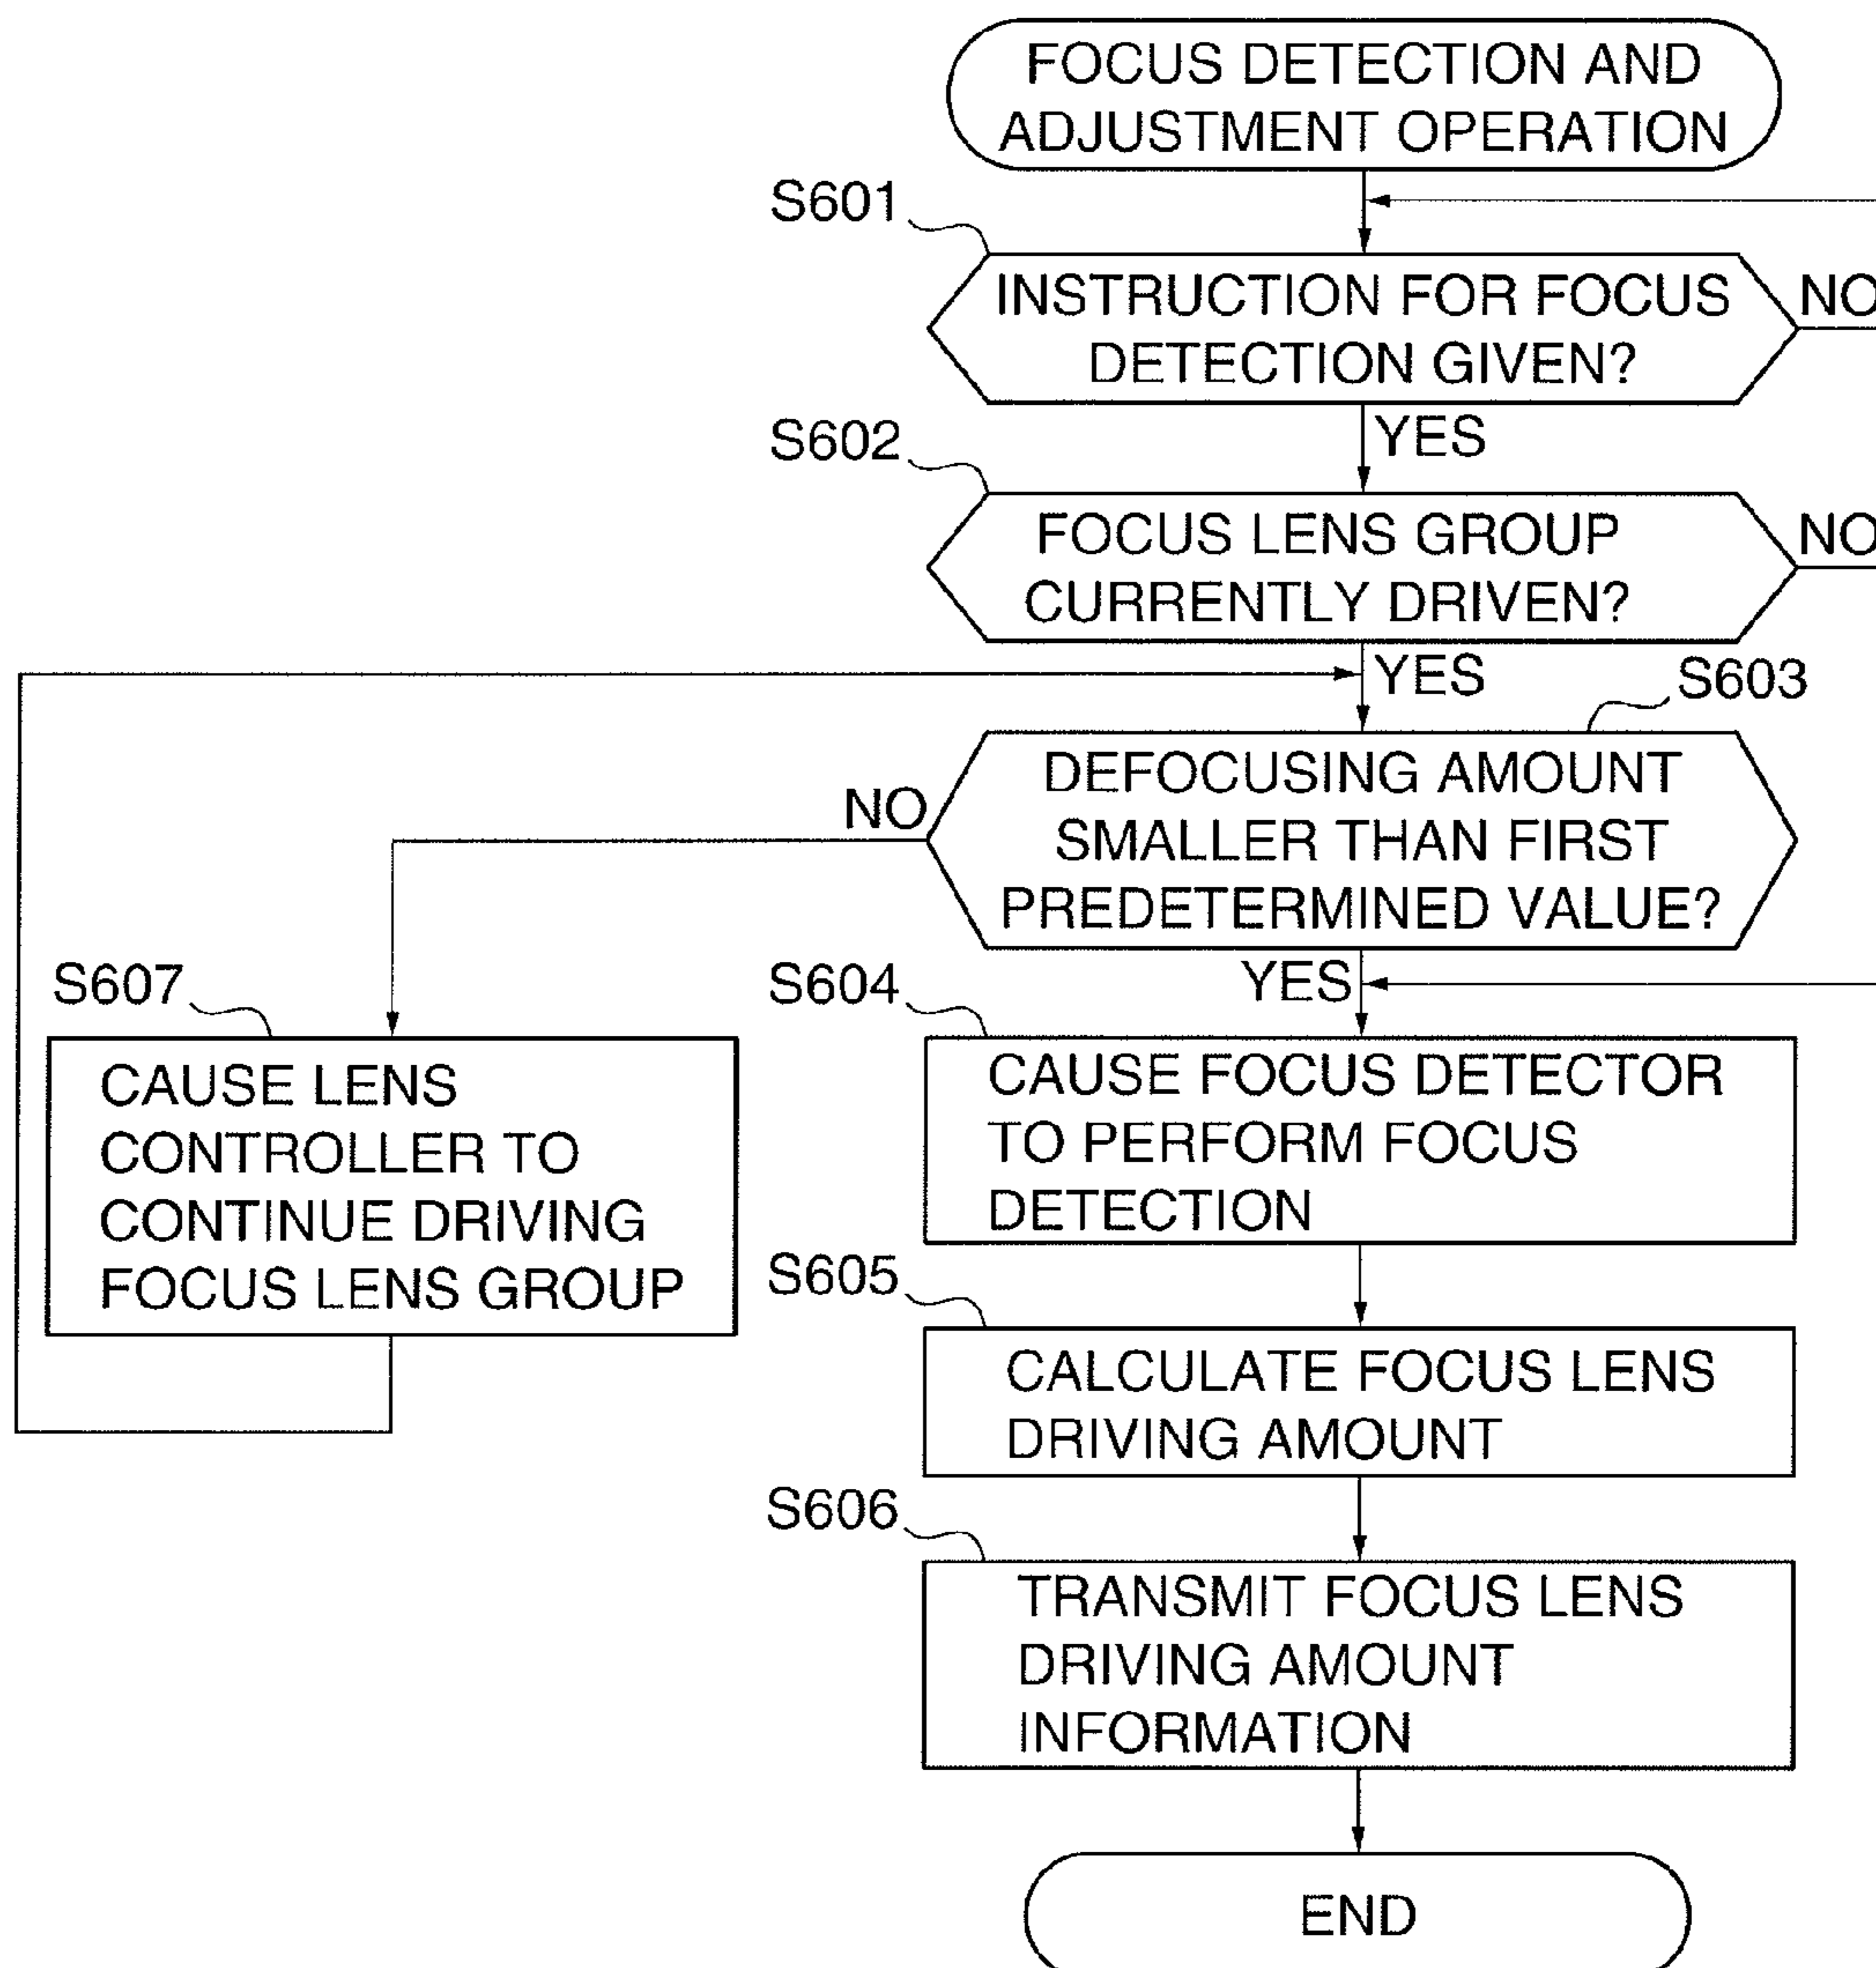 FOCUS DETECTION AND
ADJUSTMENT OPERATION
S601
INSTRUCTION FOR FOCUS
DETECTION GIVEN?
NO
YES
S602
FOCUS LENS GROUP
CURRENTLY DRIVEN?
NO
YES
S603
DEFOCUSING AMOUNT
SMALLER THAN FIRST
PREDETERMINED VALUE?
NO
YES
S607
CAUSE LENS
CONTROLLER TO
CONTINUE DRIVING
FOCUS LENS GROUP
S604
CAUSE FOCUS DETECTOR
TO PERFORM FOCUS
DETECTION
S605
CALCULATE FOCUS LENS
DRIVING AMOUNT
S606
TRANSMIT FOCUS LENS
DRIVING AMOUNT
INFORMATION
END